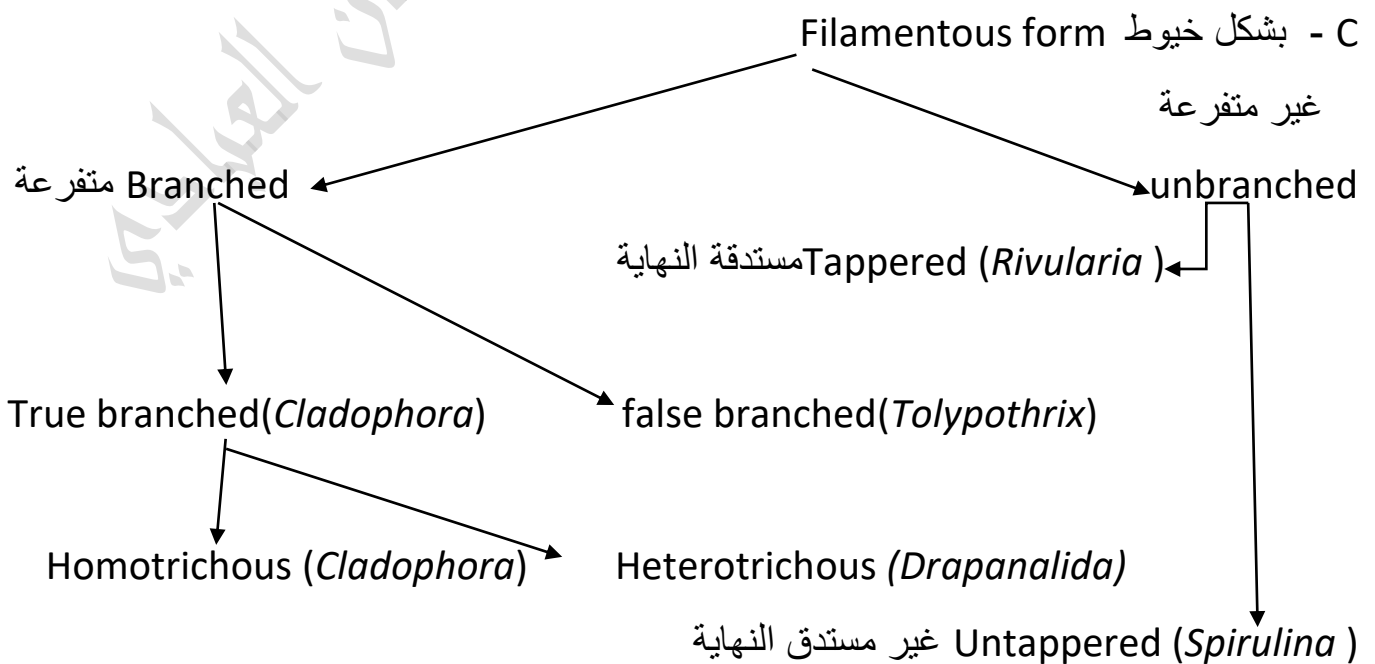 C - بشكل خيوط Filamentous form
غير متفرعة
متفرعة Branched
unbranched
مستدقة النهاية Tappered (Rivularia )
True branched(Cladophora)
false branched(Tolypothrix)
Homotrichous (Cladophora)
Heterotrichous (Drapanalida)
غير مستدق النهاية Untappered (Spirulina )